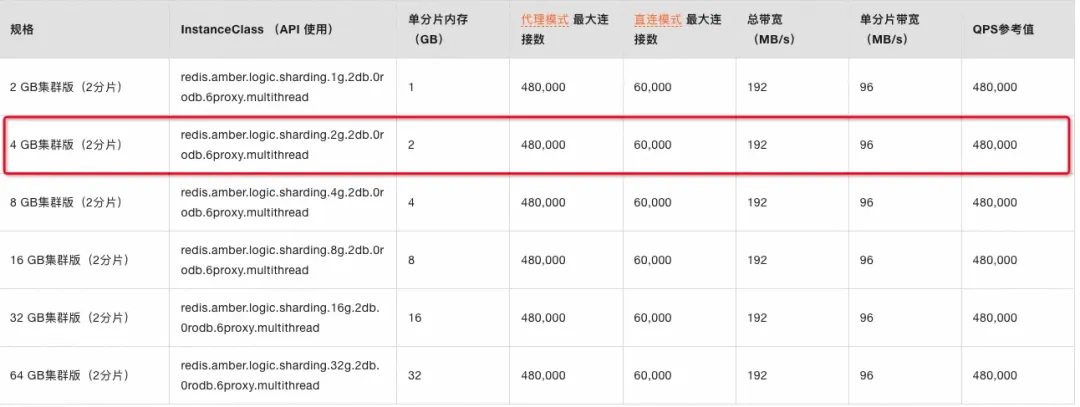 规格
InstanceClass （API 使用）
单分片内存
（GB）
代理模式 最大连
接数
直连模式 最大连
接数
总带宽
（MB/s）
单分片带宽
（MB/s）
QPS参考值
2 GB集群版（2分片）
redis.amber.logic.sharding.1g.2db.0r
odb.6proxy.multithread
1
480,000
60,000
192
96
480,000
4 GB集群版（2分片）
redis.amber.logic.sharding.2g.2db.0r
odb.6proxy.multithread
2
480,000
60,000
192
96
480,000
8 GB集群版（2分片）
redis.amber.logic.sharding.4g.2db.0r
odb.6proxy.multithread
4
480,000
60,000
192
96
480,000
16 GB集群版（2分片）
redis.amber.logic.sharding.8g.2db.0r
odb.6proxy.multithread
8
480,000
60,000
192
96
480,000
32 GB集群版（2分片）
redis.amber.logic.sharding.16g.2db.
0rodb.6proxy.multithread
16
480,000
60,000
192
96
480,000
64 GB集群版（2分片）
redis.amber.logic.sharding.32g.2db.
0rodb.6proxy.multithread
32
480,000
60,000
192
96
480,000